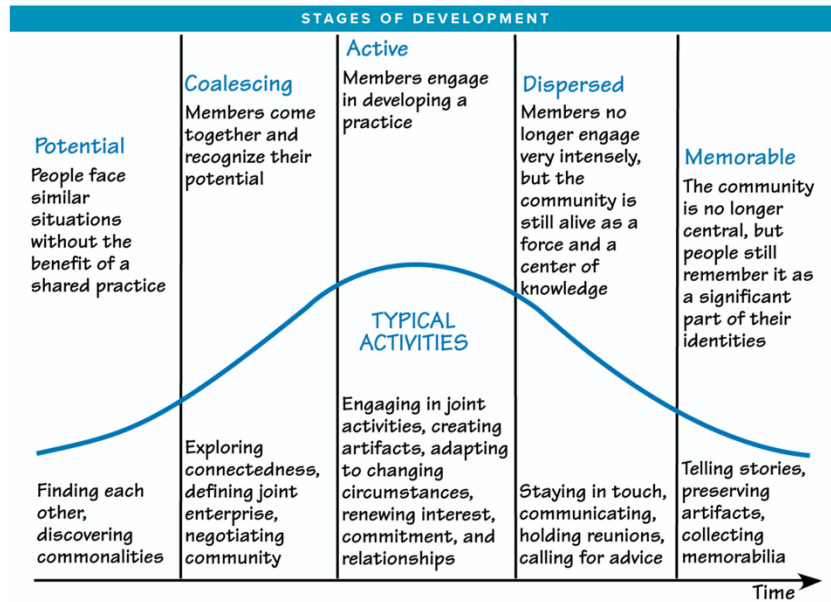 STAGES OF DEVELOPMENT
Potential
People face
similar
situations
without the
benefit of a
shared practice
Coalescing
Members come
together and
recognize their
potential
Active
Members engage
in developing a
practice
Dispersed
Members no
longer engage
very intensely,
but the
community is
still alive as a
force and a
center of
knowledge
Memorable
The community
is no longer
central, but
people still
remember it as
a significant
part of their
identities
TYPICAL
ACTIVITIES
Finding each
other,
discovering
commonalities
Exploring
connectedness,
defining joint
enterprise,
negotiating
community
Engaging in joint
activities, creating
artifacts, adapting
to changing
circumstances,
renewing interest,
commitment, and
relationships
Staying in touch,
communicating,
holding reunions,
calling for advice
Telling stories,
preserving
artifacts,
collecting
memorabilia
Time